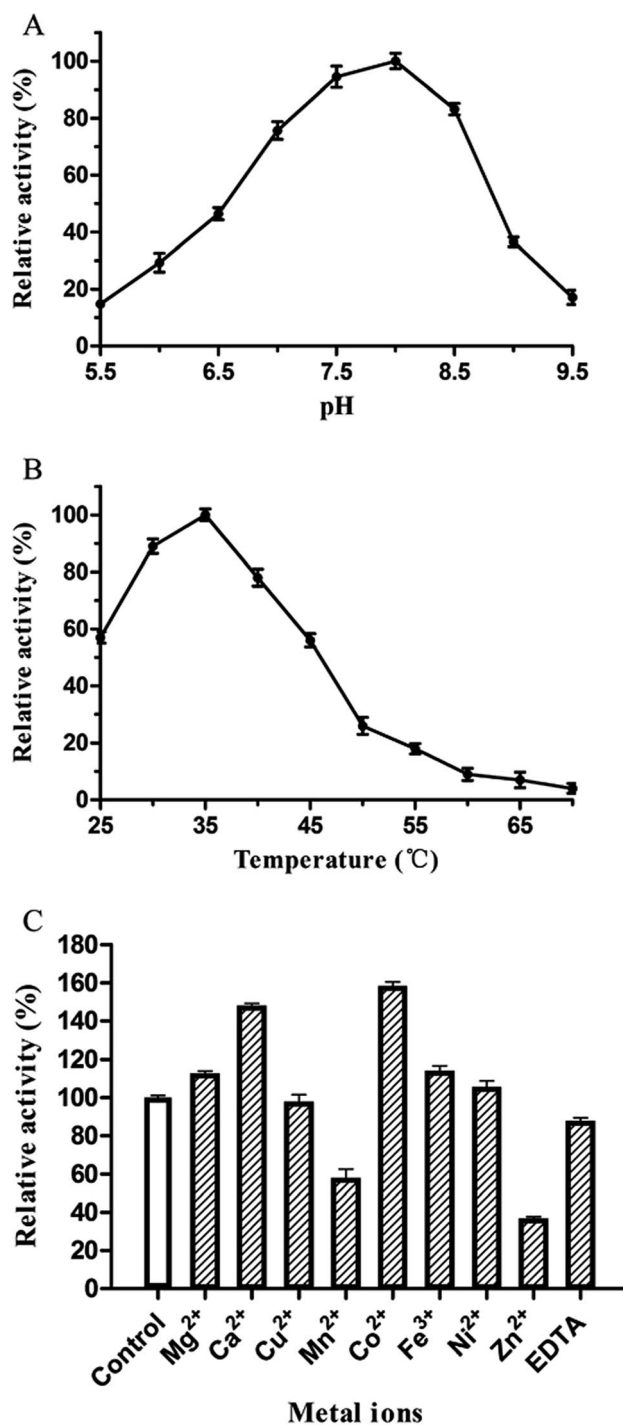 A
Relative activity (%)
100
80
60
40
20
0
5.5 6.5 7.5 8.5 9.5
pH
B
Relative activity (%)
100
80
60
40
20
0
25 35 45 55 65
Temperature (℃)
C
Relative activity (%)
180
160
140
120
100
80
60
40
20
0
Control Mg²⁺ Ca²⁺ Cu²⁺ Mn²⁺ Co²⁺ Fe³⁺ Ni²⁺ Zn²⁺ EDTA
Metal ions